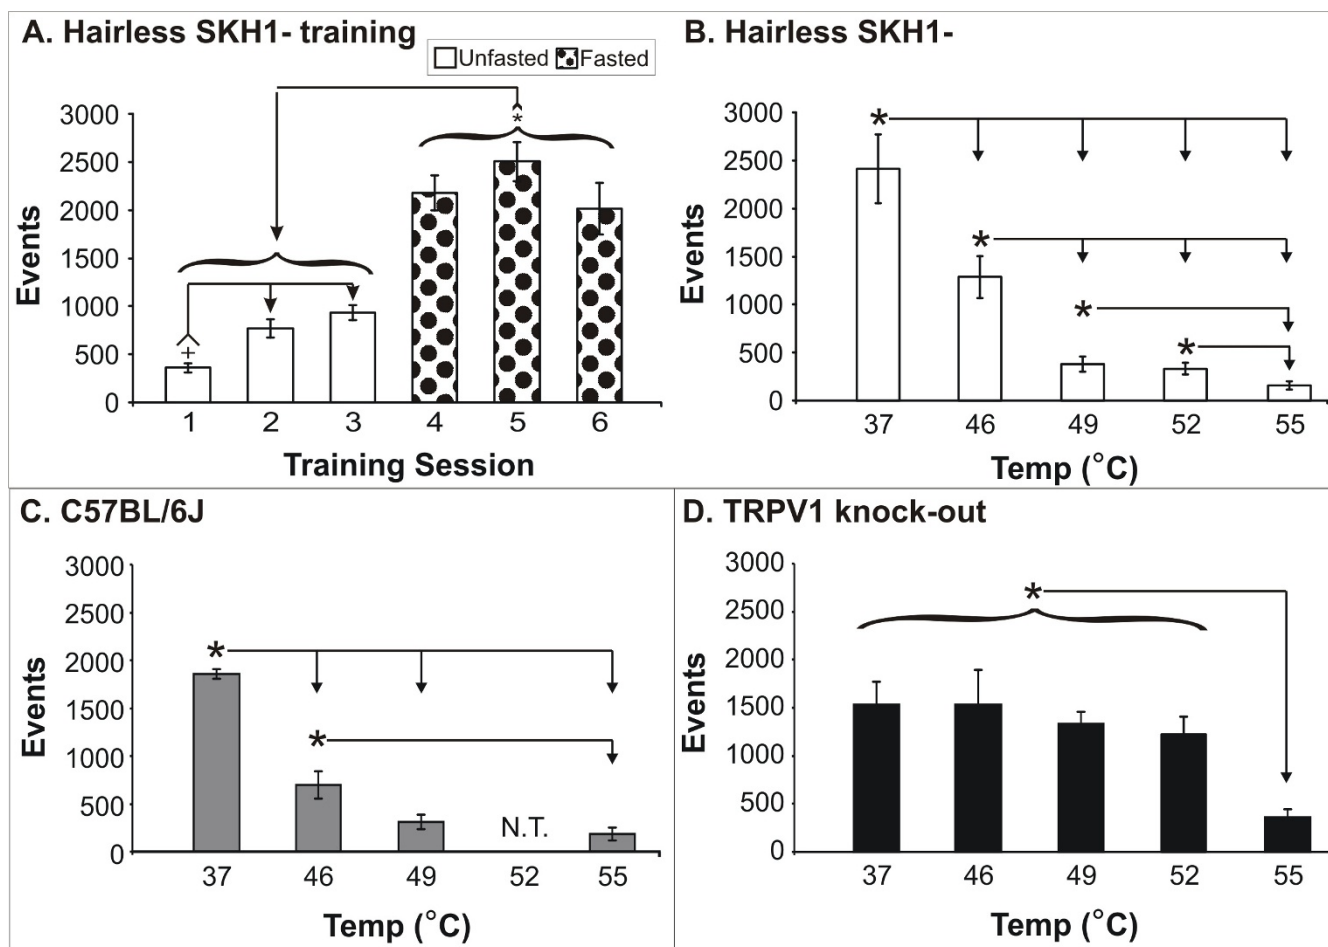 A. Hairless SKH1- training
Unfasted Fasted
Events
3000
2500
2000
1500
1000
500
0
*
+
1 2 3 4 5 6
Training Session
B. Hairless SKH1-
Events
3000
2500
2000
1500
1000
500
0
*
*
*
*
37 46 49 52 55
Temp (°C)
C. C57BL/6J
Events
3000
2500
2000
1500
1000
500
0
*
*
N.T.
37 46 49 52 55
Temp (°C)
D. TRPV1 knock-out
Events
3000
2500
2000
1500
1000
500
0
*
37 46 49 52 55
Temp (°C)